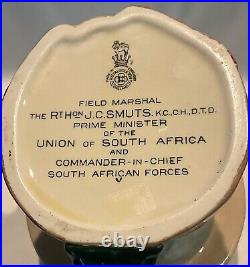 FIELD MARSHAL
THE RT HON J.C. SMUTS. K.C., C.H., D.T.D.
PRIME MINISTER
OF THE
UNION OF SOUTH AFRICA
AND
COMMANDER-IN-CHIEF
SOUTH AFRICAN FORCES
V